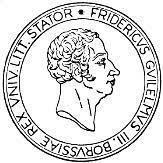 FRIDERICVS GVILELMVS III. BORVSSIAE REX VNIV. LITT. STATOR •